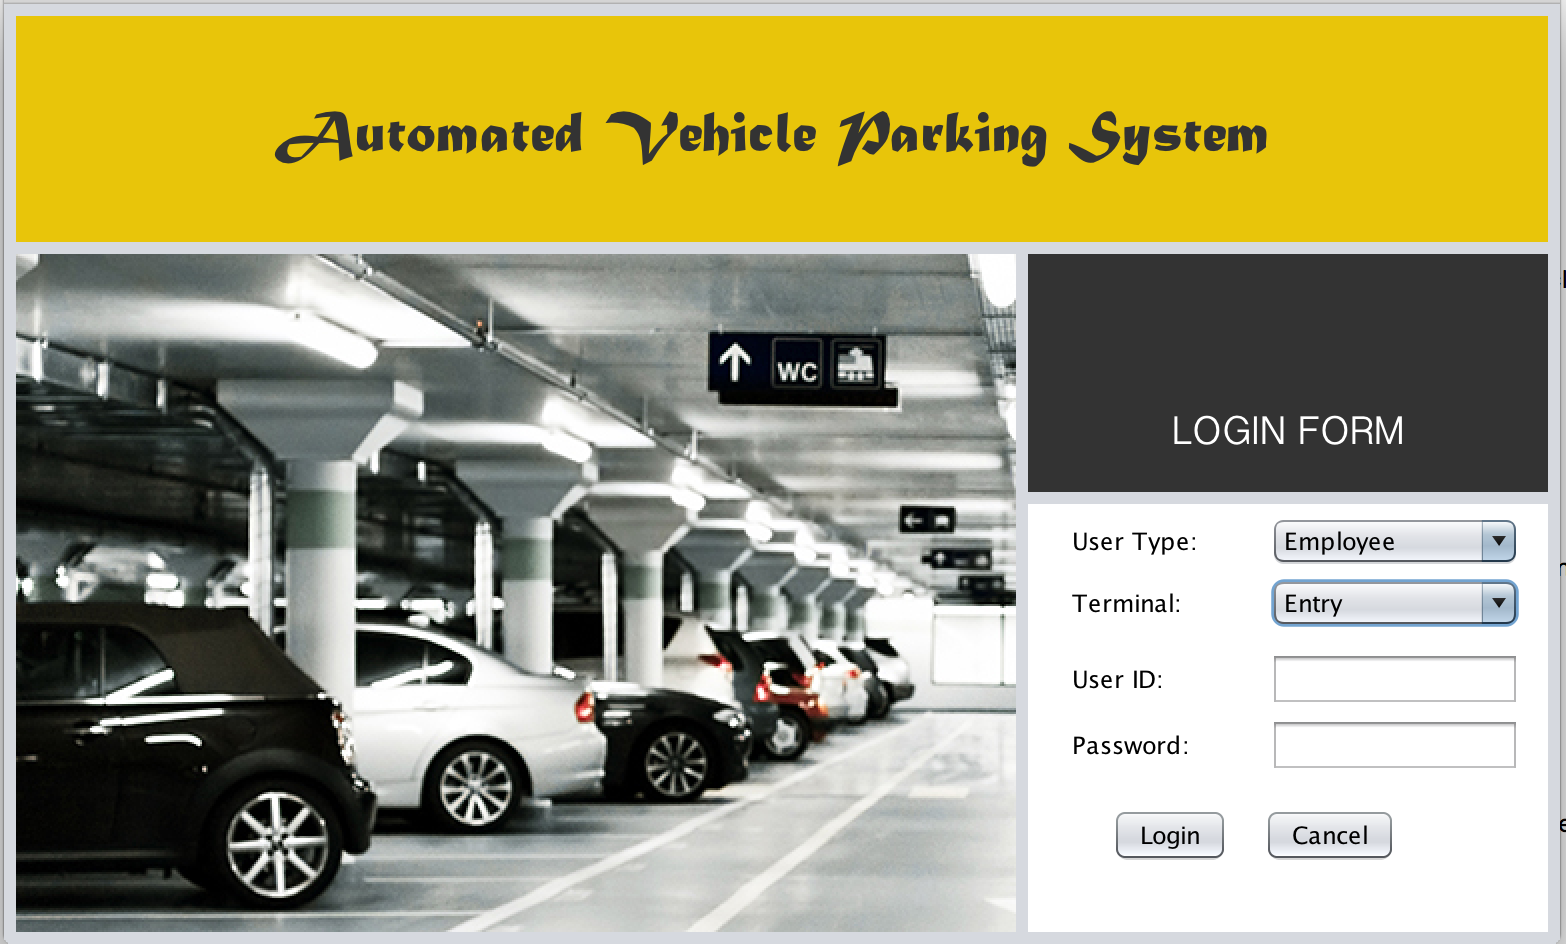 Automated Vehicle Parking System
WC
LOGIN FORM
User Type: Employee
Terminal: Entry
User ID:
Password:
Login Cancel